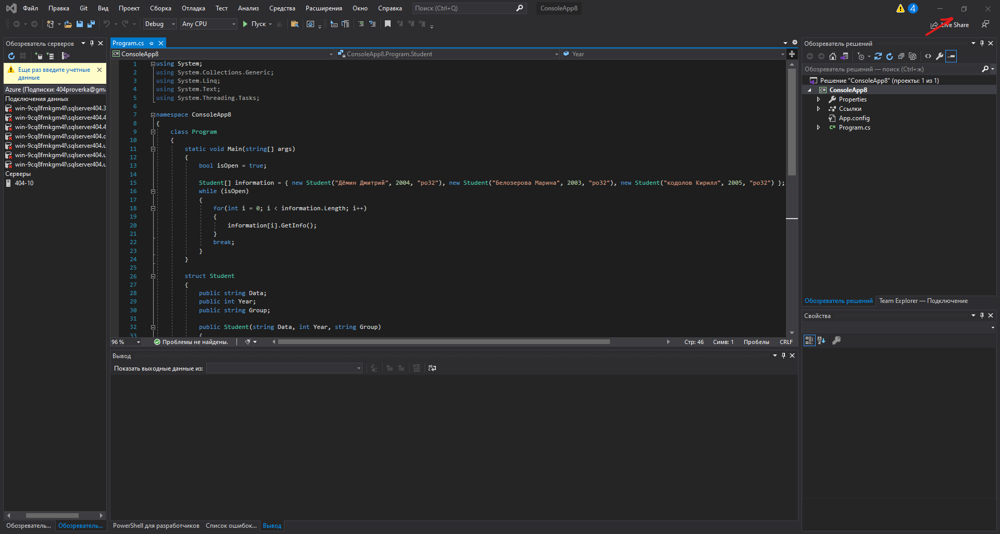 Файл Правка Git Вид Проект Сборка Отладка Тест Анализ Средства Расширения Окно Справка Поиск (Ctrl+Q) ConsoleApp8 4
Debug Any CPU Пуск Live Share
Обозреватель серверов
Еще раз введите учетные
данные
Azure (Подписки: 404proverka@gma
Подключения данных
win-9cq8fmkgm4l\sqlserver404.3
win-9cq8fmkgm4l\sqlserver404.4
win-9cq8fmkgm4l\sqlserver404.4
win-9cq8fmkgm4l\sqlserver404.c
win-9cq8fmkgm4l\sqlserver404.u
win-9cq8fmkgm4l\sqlserver404.u
win-9cq8fmkgm4l\sqlserver404.u
Серверы
404-10
Обозреватель... Обозреватель...
Program.cs
C# ConsoleApp8 ConsoleApp8.Program.Student Year
1 using System;
2 using System.Collections.Generic;
3 using System.Linq;
4 using System.Text;
5 using System.Threading.Tasks;
6
7 namespace ConsoleApp8
8 {
9 class Program
10 {
11 static void Main(string[] args)
12 {
13 bool isOpen = true;
14
15 Student[] information = { new Student("Дёмин Дмитрий", 2004, "ро32"), new Student("Белозерова Марина", 2003, "ро32"), new Student("кодолов Кирилл", 2005, "ро32") };
16 while (isOpen)
17 {
18 for(int i = 0; i < information.Length; i++)
19 {
20 information[i].GetInfo();
21 }
22 break;
23 }
24 }
25
26 struct Student
27 {
28 public string Data;
29 public int Year;
30 public string Group;
31
32 public Student(string Data, int Year, string Group)
33 {
96 % Проблемы не найдены. Стр: 46 Симв: 1 Пробелы CRLF
Вывод
Показать выходные данные из:
PowerShell для разработчиков Список ошибок... Вывод
Обозреватель решений
Обозреватель решений — поиск (Ctrl+ж)
Решение "ConsoleApp8" (проекты: 1 из 1)
C# ConsoleApp8
Properties
Ссылки
App.config
C# Program.cs
Обозреватель решений Team Explorer — Подключение
Свойства